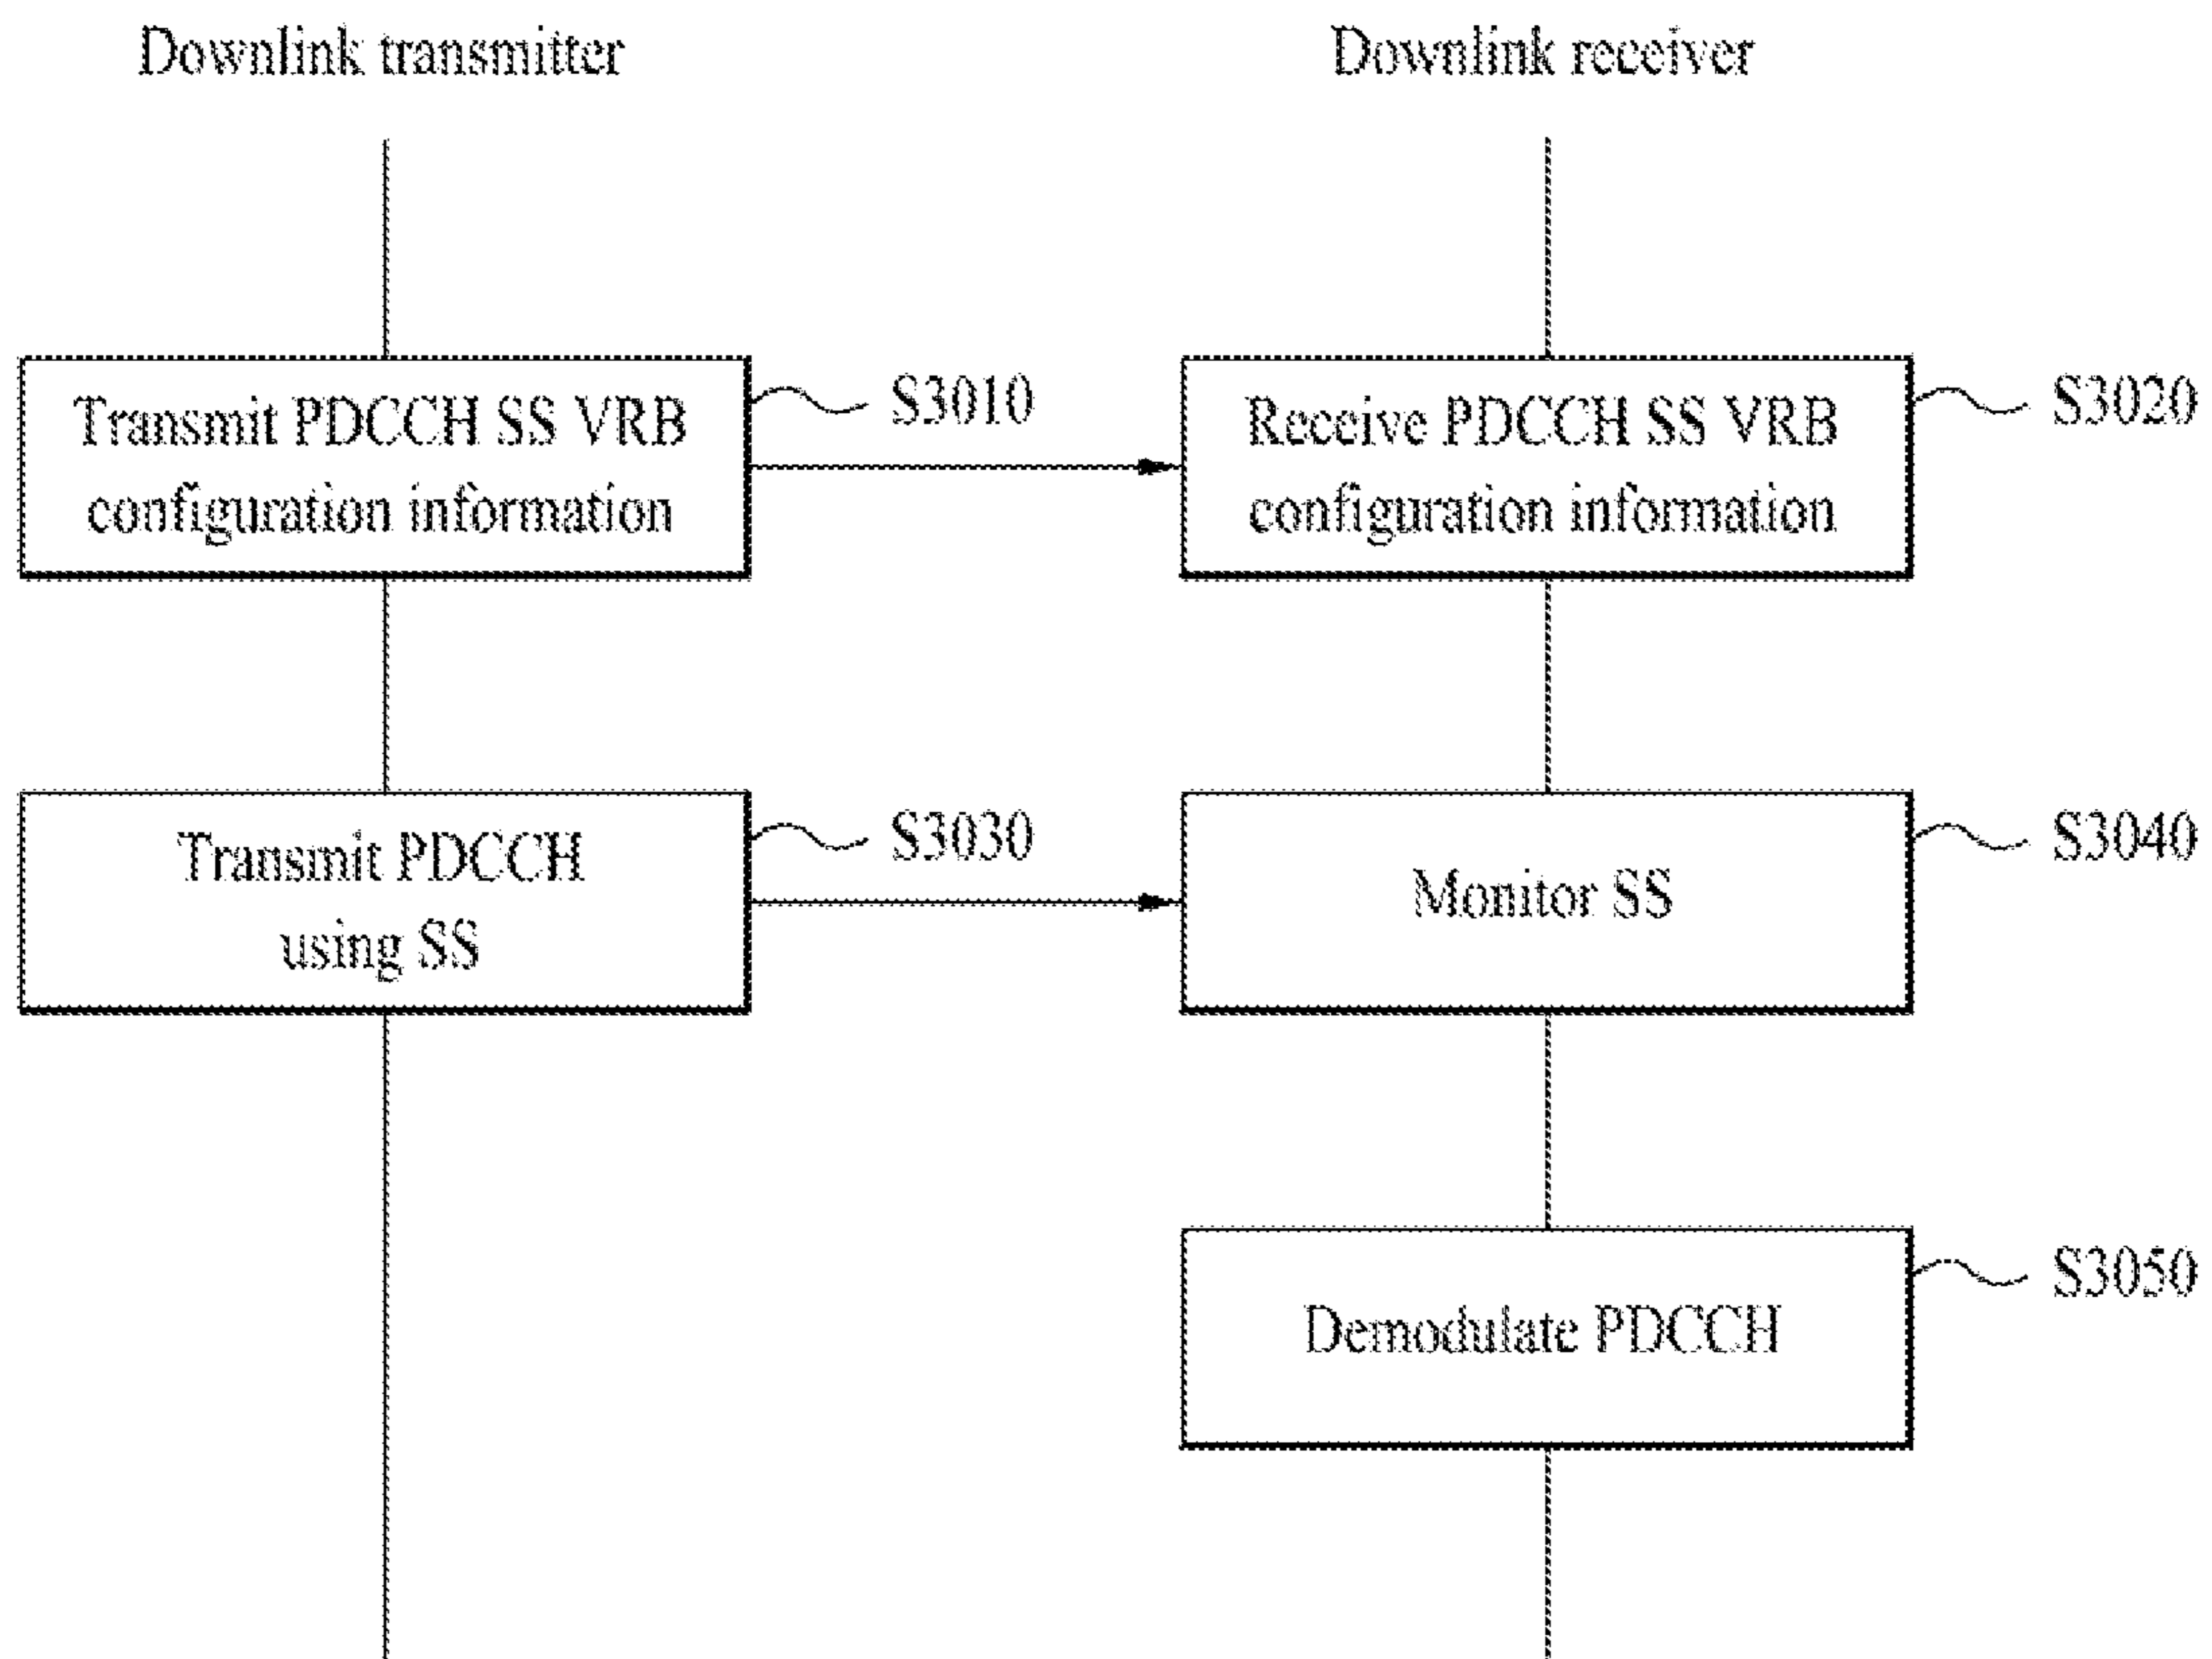 Downlink transmitter
Downlink receiver
Transmit PDCCH SS VRB
configuration information
S3010
Receive PDCCH SS VRB
configuration information
S3020
Transmit PDCCH
using SS
S3030
Monitor SS
S3040
Demodulate PDCCH
S3050